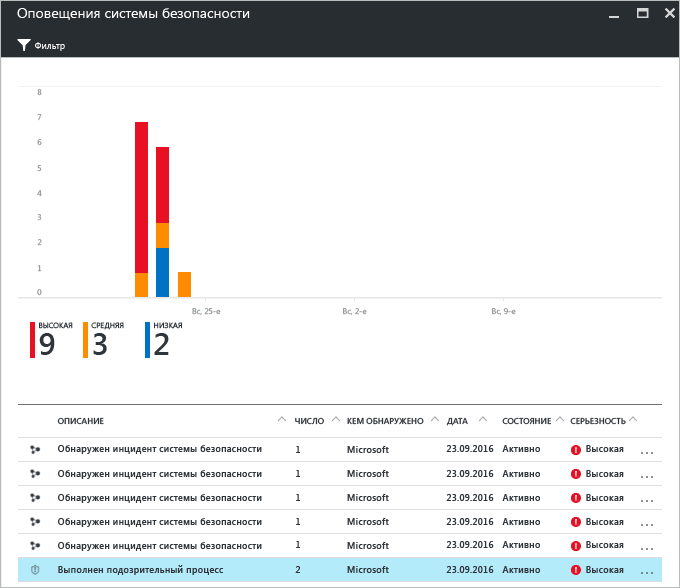 Оповещения системы безопасности
Фильтр
8
7
6
5
4
3
2
1
0
Вс, 25-е Вс, 2-е Вс, 9-е
ВЫСОКАЯ СРЕДНЯЯ НИЗКАЯ
9 3 2
ОПИСАНИЕ ЧИСЛО КЕМ ОБНАРУЖЕНО ДАТА СОСТОЯНИЕ СЕРЬЕЗНОСТЬ
Обнаружен инцидент системы безопасности 1 Microsoft 23.09.2016 Активно Высокая ...
Обнаружен инцидент системы безопасности 1 Microsoft 23.09.2016 Активно Высокая ...
Обнаружен инцидент системы безопасности 1 Microsoft 23.09.2016 Активно Высокая ...
Обнаружен инцидент системы безопасности 1 Microsoft 23.09.2016 Активно Высокая ...
Обнаружен инцидент системы безопасности 1 Microsoft 23.09.2016 Активно Высокая ...
Выполнен подозрительный процесс 2 Microsoft 23.09.2016 Активно Высокая ...